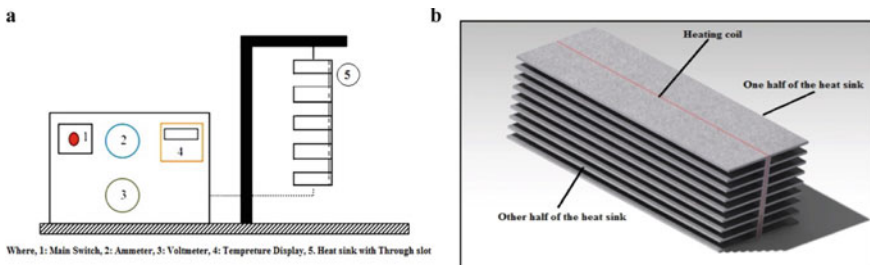 a
5
1
2
4
3
Where, 1: Main Switch, 2: Ammeter, 3: Voltmeter, 4: Tempreture Display, 5. Heat sink with Through slot
b
Heating coil
One half of the heat sink
Other half of the heat sink